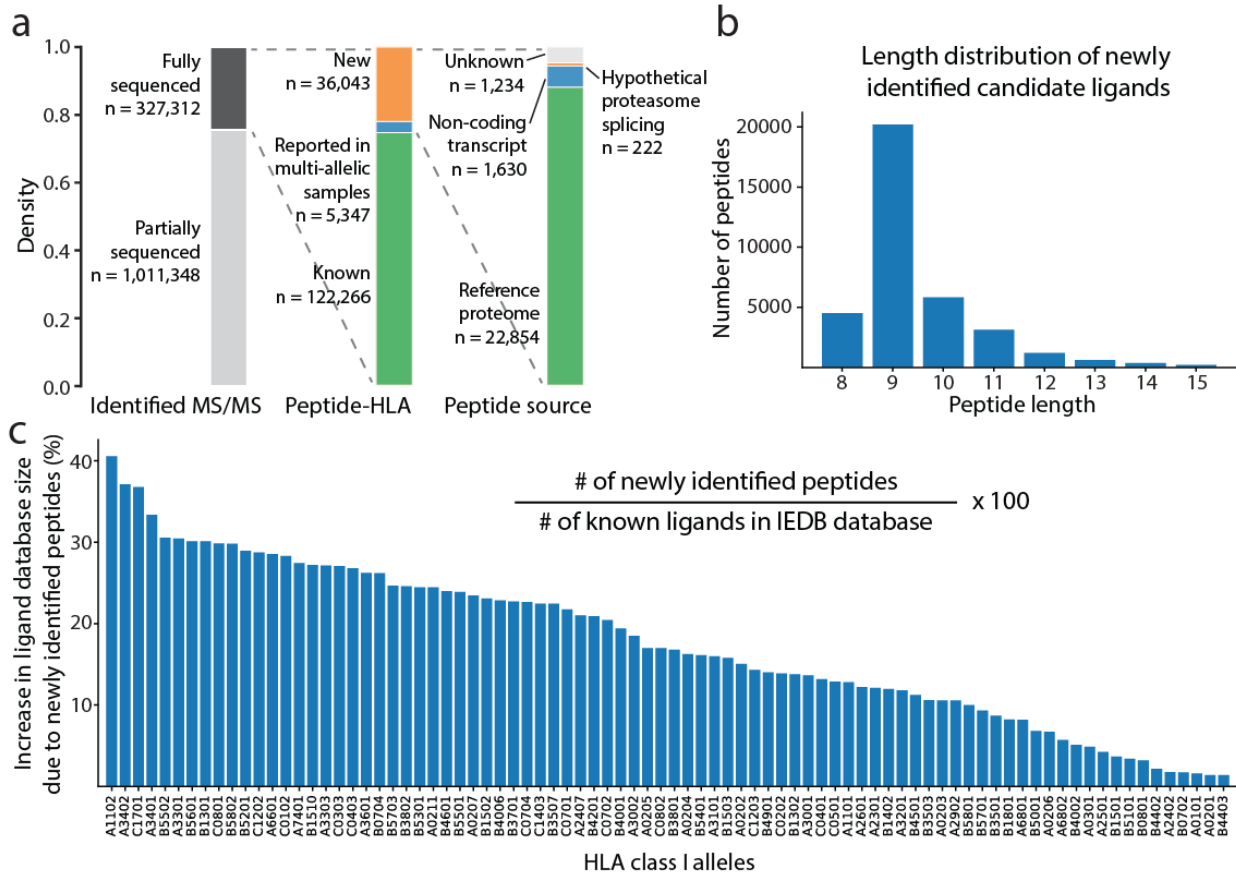 a
Density
1.0
0.8
0.6
0.4
0.2
0.0
Fully
sequenced
n = 327,312
Partially
sequenced
n = 1,011,348
Identified MS/MS
New
n = 36,043
Reported in
multi-allelic
samples
n = 5,347
Known
n = 122,266
Peptide-HLA
Unknown
n = 1,234
Non-coding
transcript
n = 1,630
Hypothetical
proteasome
splicing
n = 222
Reference
proteome
n = 22,854
Peptide source
b
Length distribution of newly
identified candidate ligands
Number of peptides
20000
15000
10000
5000
8 9 10 11 12 13 14 15
Peptide length
c
Increase in ligand database size
due to newly identified peptides (%)
40
30
20
10
# of newly identified peptides
# of known ligands in IEDB database
x 100
A1102 A3402 C1701 A3401 B5502 A3301 B5601 B1301 C0801 B5802 B5201 C1202 A6601 C0102 A7401 B1510 A3303 C0303 C0403 A3601 B0704 B5703 B3802 B5301 A0211 B4601 B5501 A0207 B1502 B4006 B3701 C0704 C1403 B3507 C0701 A2407 B4201 C0702 B4001 A3002 A0205 C0802 B3801 A0204 B5401 A3101 B1503 A0202 C1203 B4901 C0202 B1302 A3001 C0401 C0501 A1101 A2601 A2301 B1402 A3201 B4501 B3503 A0203 A2902 B5801 B5701 B3501 B1801 A6801 B5001 A0206 A6802 B4002 A0301 A2501 B1501 B5101 B0801 B4402 A2402 B0702 A0101 A0201 B4403
HLA class I alleles